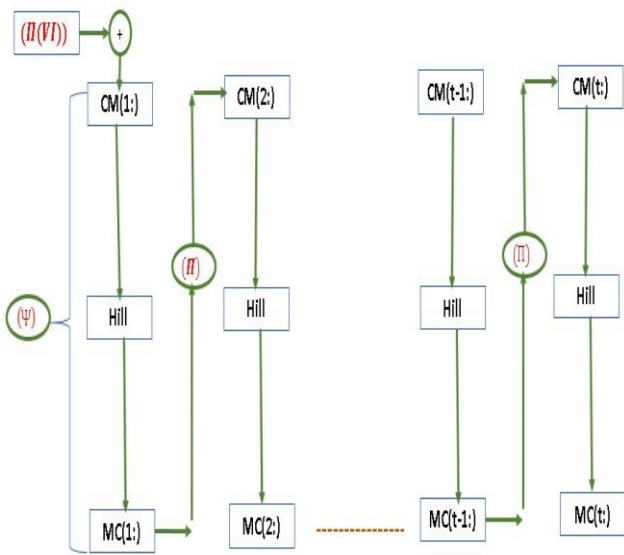 (Π(VI))
+
CM(1:)
CM(2:)
CM(t-1:)
CM(t:)
(Π)
(Π)
(Ψ)
Hill
Hill
Hill
Hill
MC(1:)
MC(2:)
MC(t-1:)
MC(t:)